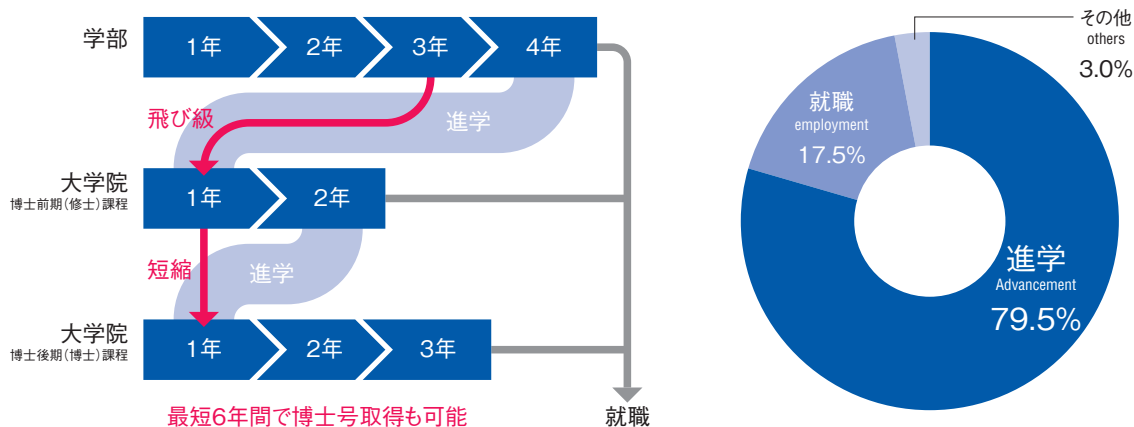 学部
1年
2年
3年
4年
飛び級
進学
大学院
博士前期(修士)課程
1年
2年
短縮
進学
大学院
博士後期(博士)課程
1年
2年
3年
最短6年間で博士号取得も可能
就職
その他
others
3.0%
就職
employment
17.5%
進学
Advancement
79.5%